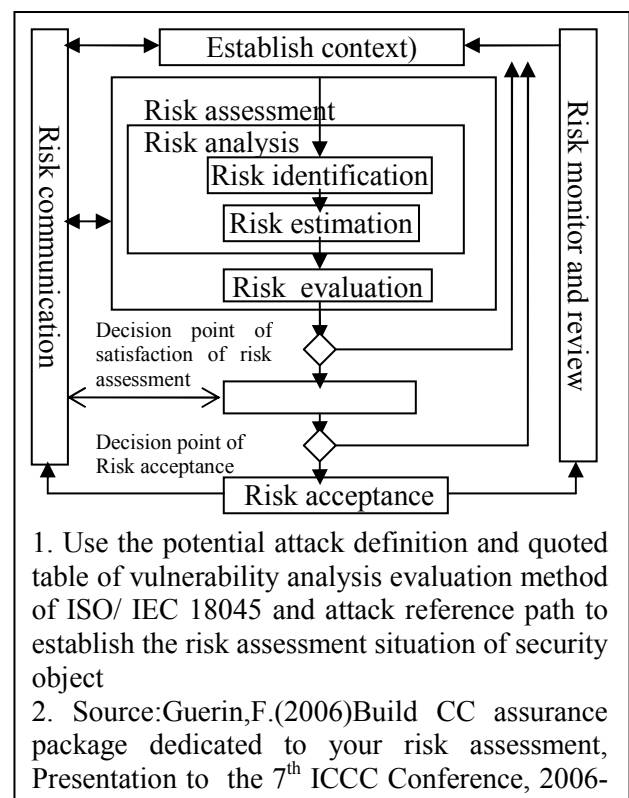 Establish context)
Risk assessment
Risk analysis
Risk identification
Risk estimation
Risk evaluation
Risk communication
Risk monitor and review
Decision point of
satisfaction of risk
assessment
Decision point of
Risk acceptance
Risk acceptance
1. Use the potential attack definition and quoted
table of vulnerability analysis evaluation method
of ISO/ IEC 18045 and attack reference path to
establish the risk assessment situation of security
object
2. Source:Guerin,F.(2006)Build CC assurance
package dedicated to your risk assessment,
Presentation to the 7th ICCC Conference, 2006-